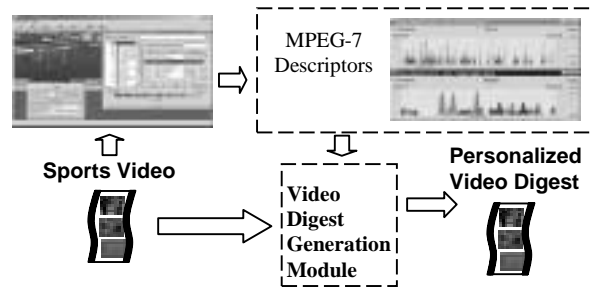 MPEG-7
Descriptors
Sports Video
Personalized
Video Digest
Video
Digest
Generation
Module